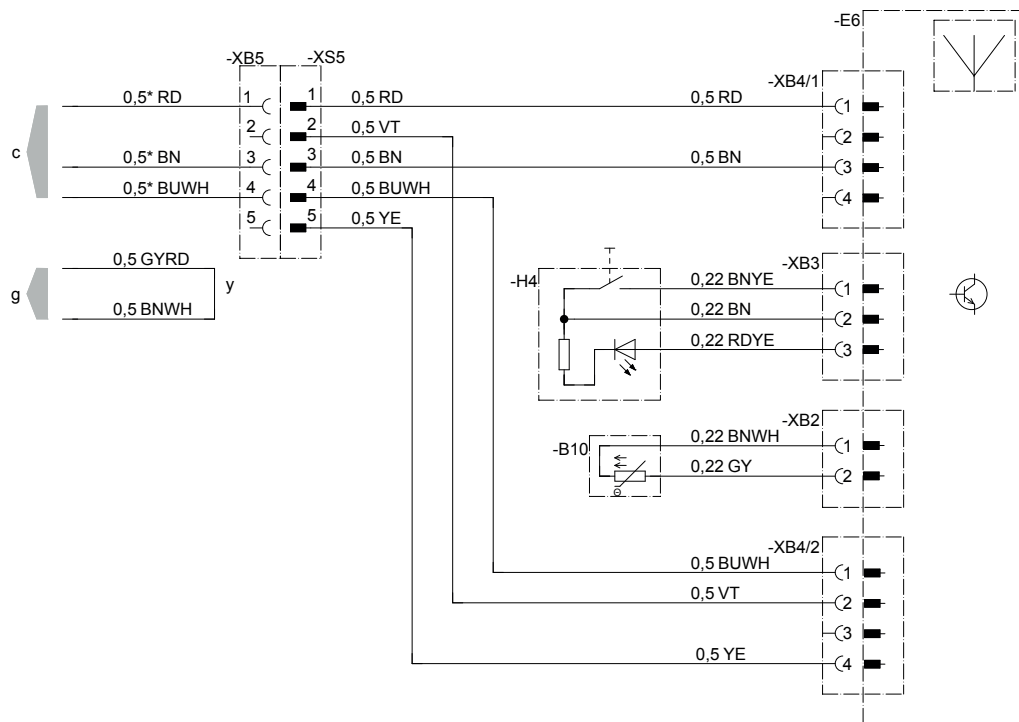 -E6
-XB5 -XS5
-XB4/1
0,5* RD 1 1 0,5 RD 0,5 RD 1
2 2 0,5 VT 2
c
0,5* BN 3 3 0,5 BN 0,5 BN 3
0,5* BUWH 4 4 0,5 BUWH 4
5 5 0,5 YE
0,5 GYRD
g y
0,5 BNWH
-XB3
-H4
0,22 BNYE 1
0,22 BN 2
0,22 RDYE 3
-XB2
-B10
0,22 BNWH 1
0,22 GY 2
-XB4/2
0,5 BUWH 1
0,5 VT 2
3
0,5 YE 4